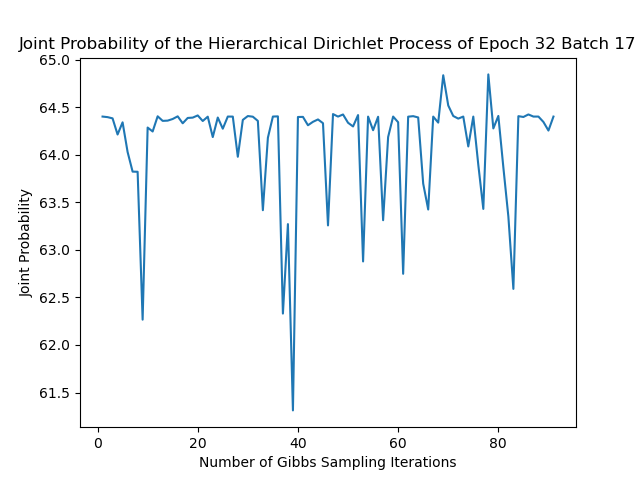 Joint Probability of the Hierarchical Dirichlet Process of Epoch 32 Batch 17
65.0
64.5
64.0
63.5
63.0
62.5
62.0
61.5
Joint Probability
0 20 40 60 80
Number of Gibbs Sampling Iterations